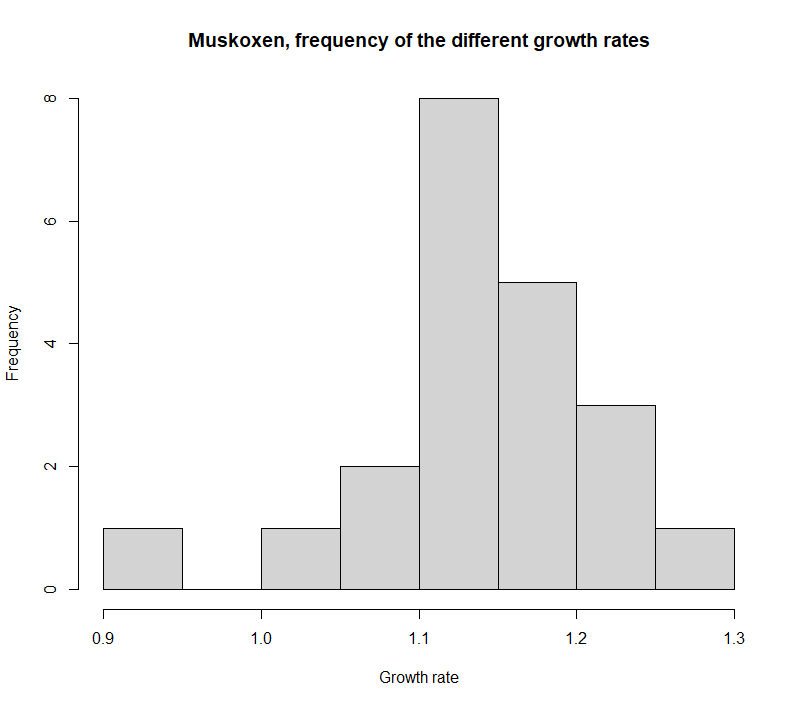 Muskoxen, frequency of the different growth rates
8
6
4
2
0
Frequency
0.9 1.0 1.1 1.2 1.3
Growth rate